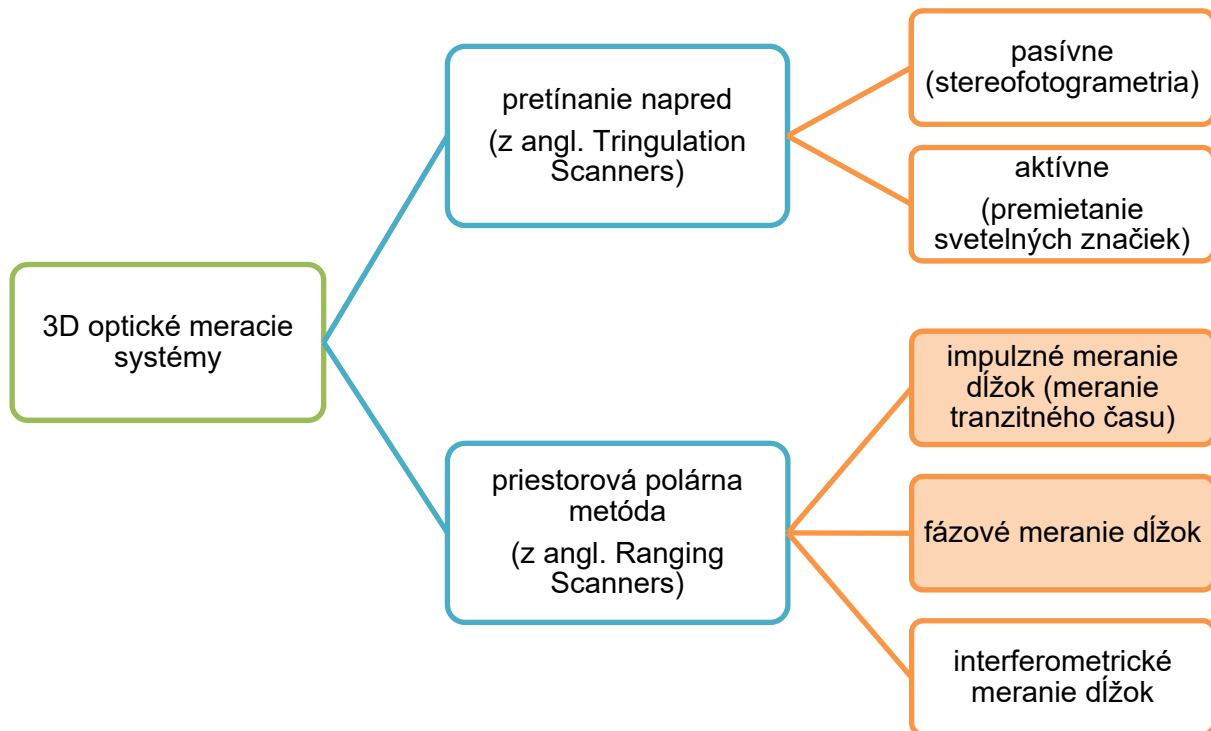 3D optické meracie
systémy
pretínanie napred
(z angl. Tringulation
Scanners)
pasívne
(stereofotogrametria)
aktívne
(premietanie
svetelných značiek)
priestorová polárna
metóda
(z angl. Ranging
Scanners)
impulzné meranie
dĺžok (meranie
tranzitného času)
fázové meranie dĺžok
interferometrické
meranie dĺžok